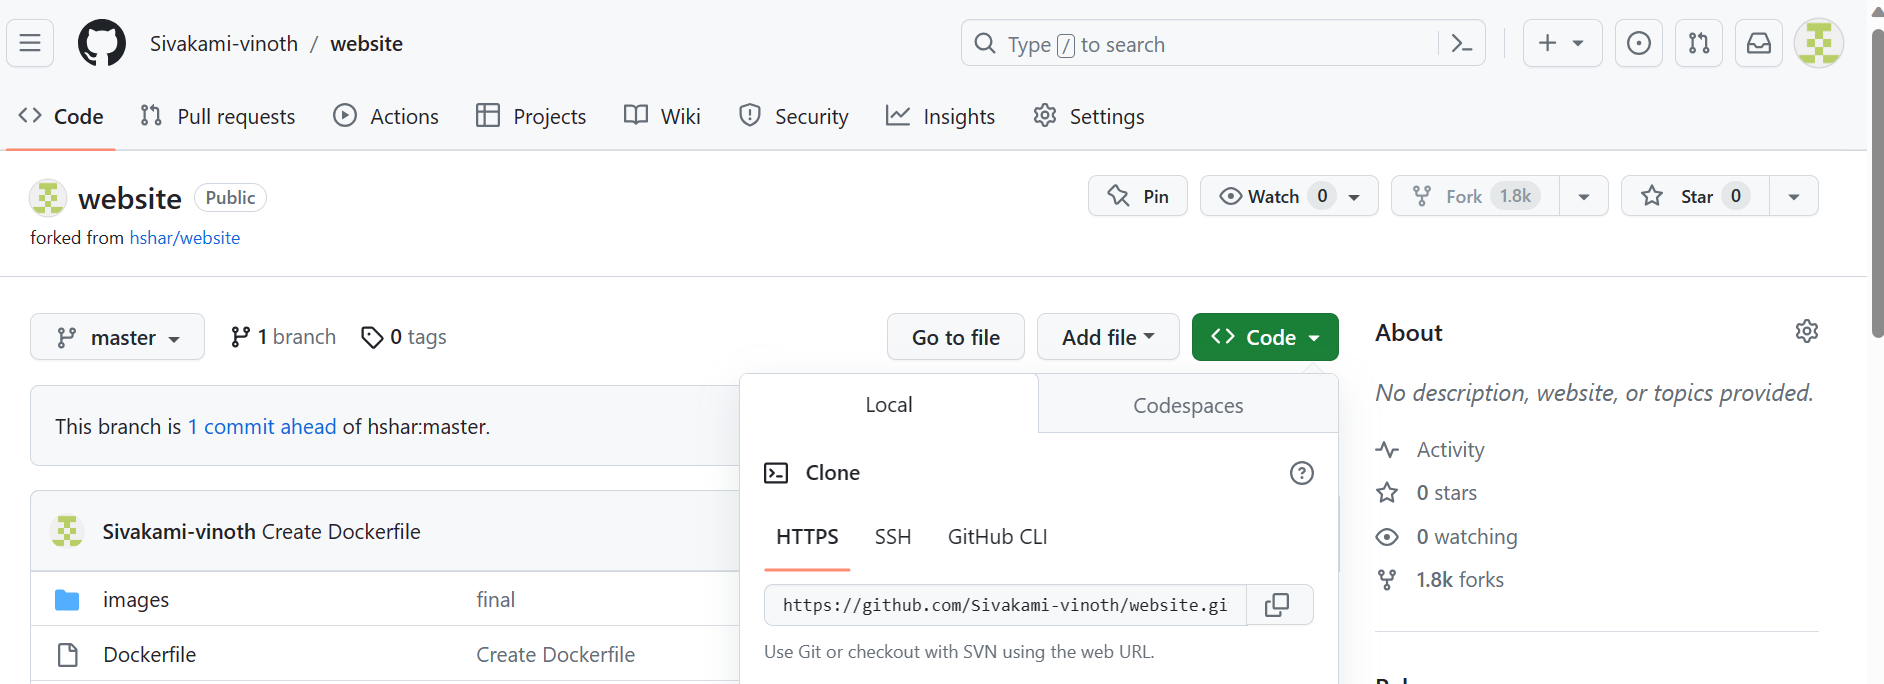 Sivakami-vinoth / website
Type / to search
Code
Pull requests
Actions
Projects
Wiki
Security
Insights
Settings
website Public
Pin
Watch 0
Fork 1.8k
Star 0
forked from hshar/website
master
1 branch
0 tags
Go to file
Add file
Code
About
Local
Codespaces
No description, website, or topics provided.
This branch is 1 commit ahead of hshar:master.
Activity
Clone
0 stars
Sivakami-vinoth Create Dockerfile
HTTPS
SSH
GitHub CLI
0 watching
1.8k forks
images final
https://github.com/Sivakami-vinoth/website.gi
Dockerfile Create Dockerfile
Use Git or checkout with SVN using the web URL.